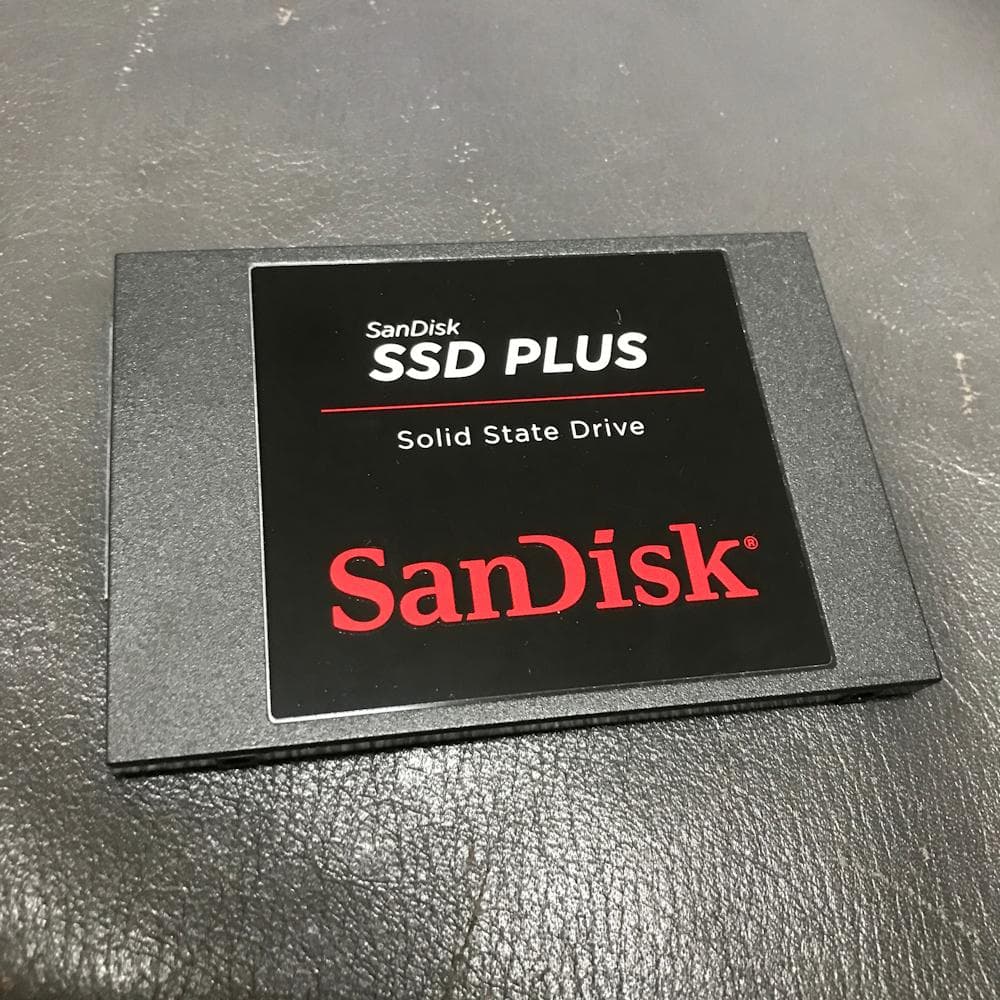 SanDisk
SSD PLUS
Solid State Drive
SanDisk®